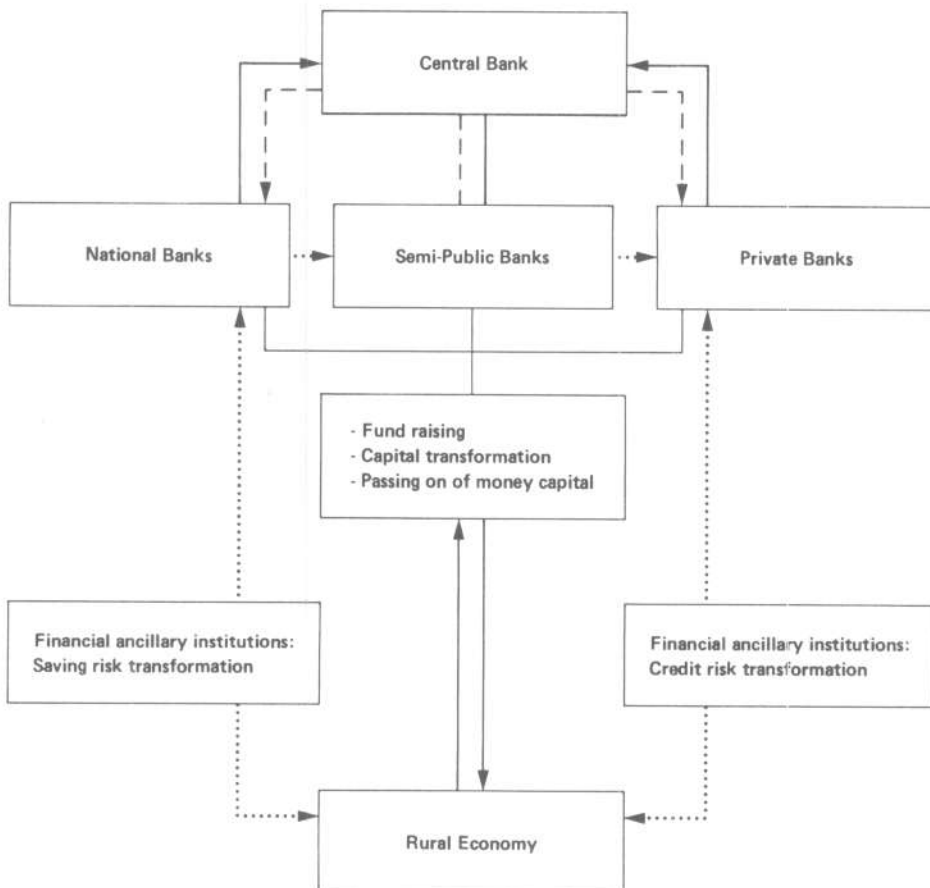 Central Bank
National Banks
Semi-Public Banks
Private Banks
- Fund raising
- Capital transformation
- Passing on of money capital
Financial ancillary institutions:
Saving risk transformation
Financial ancillary institutions:
Credit risk transformation
Rural Economy